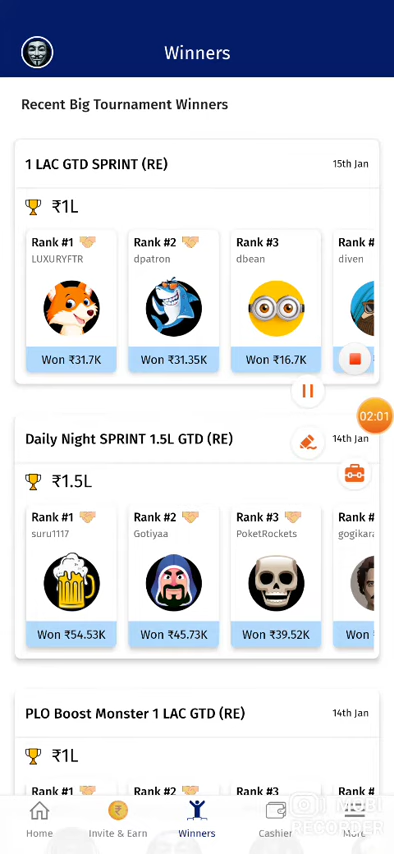 Winners
Recent Big Tournament Winners
1 LAC GTD SPRINT (RE)
15th Jan
₹1L
Rank #1 Rank #2 Rank #3 Rank #
LUXURYFTR dpatron dbean diven
Won ₹31.7K Won ₹31.35K Won ₹16.7K
02:01
Daily Night SPRINT 1.5L GTD (RE)
14th Jan
₹1.5L
Rank #1 Rank #2 Rank #3 Rank #
suru1117 Gotiyaa PoketRockets gogikara
Won ₹54.53K Won ₹45.73K Won ₹39.52K Won
PLO Boost Monster 1 LAC GTD (RE)
14th Jan
₹1L
Rank #1 Rank #2 Rank #3 Rank #
Home Invite & Earn Winners Cashier More
MOBI
RECORDER